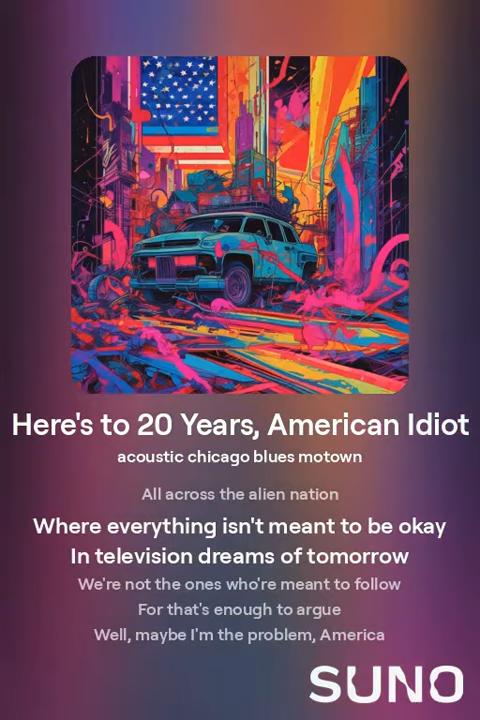 Here's to 20 Years, American Idiot
acoustic chicago blues motown
All across the alien nation
Where everything isn't meant to be okay
In television dreams of tomorrow
We're not the ones who're meant to follow
For that's enough to argue
Well, maybe I'm the problem, America
SUNO